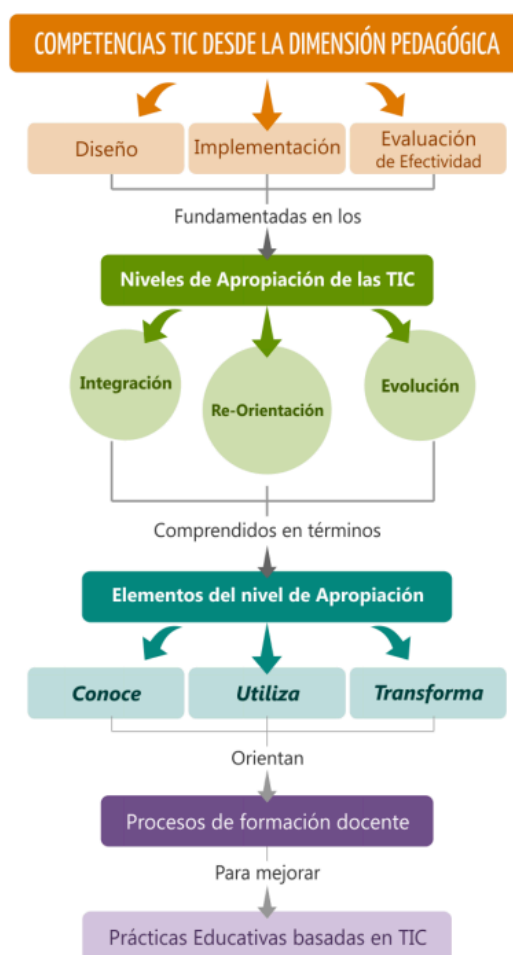 COMPETENCIAS TIC DESDE LA DIMENSIÓN PEDAGÓGICA
Diseño
Implementación
Evaluación
de Efectividad
Fundamentadas en los
Niveles de Apropiación de las TIC
Integración
Re-Orientación
Evolución
Comprendidos en términos
Elementos del nivel de Apropiación
Conoce
Utiliza
Transforma
Orientan
Procesos de formación docente
Para mejorar
Prácticas Educativas basadas en TIC